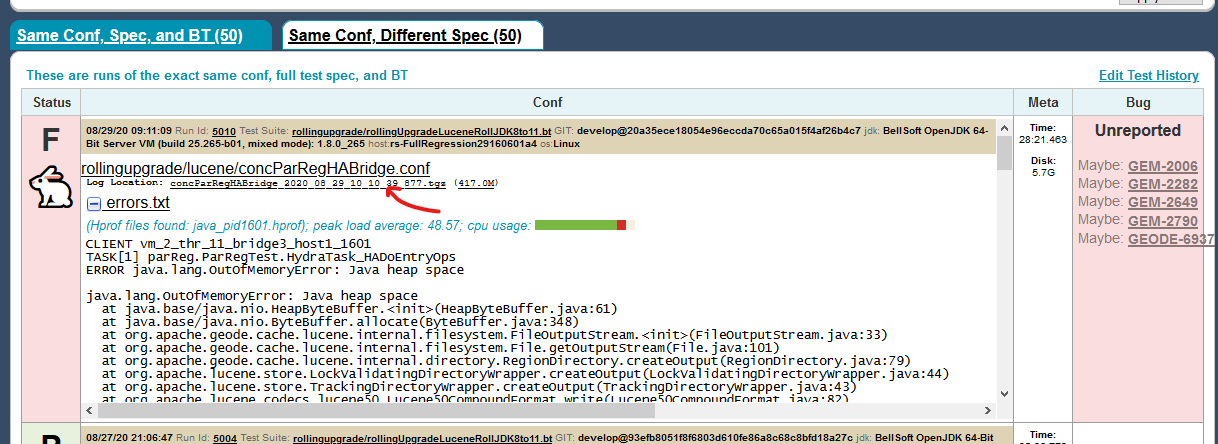 Same Conf, Spec, and BT (50)
Same Conf, Different Spec (50)
These are runs of the exact same conf, full test spec, and BT
Edit Test History
Status
Conf
Meta
Bug
F
08/29/20 09:11:09 Run Id: 5010 Test Suite: rollingupgrade/rollingUpgradeLuceneRollJDK8to11.bt GIT: develop@20a35ece18054e96eccda70c65a015f4af26b4c7 jdk: BellSoft OpenJDK 64-
Bit Server VM (build 25.265-b01, mixed mode): 1.8.0_265 host:rs-FullRegression29160601a4 os:Linux
rollingupgrade/lucene/concParRegHABridge.conf
Log Location: concParRegHABridge_2020_08_29_10_10_39_877.tgz (417.0M)
errors.txt
(Hprof files found: java_pid1601.hprof); peak load average: 48.57; cpu usage:
CLIENT vm_2_thr_11_bridge3_host1_1601
TASK[1] parReg.ParRegTest.HydraTask_HADoEntryOps
ERROR java.lang.OutOfMemoryError: Java heap space
java.lang.OutOfMemoryError: Java heap space
at java.base/java.nio.HeapByteBuffer.<init>(HeapByteBuffer.java:61)
at java.base/java.nio.ByteBuffer.allocate(ByteBuffer.java:348)
at org.apache.geode.cache.lucene.internal.filesystem.FileOutputStream.<init>(FileOutputStream.java:33)
at org.apache.geode.cache.lucene.internal.filesystem.File.getOutputStream(File.java:101)
at org.apache.geode.cache.lucene.internal.directory.RegionDirectory.createOutput(RegionDirectory.java:79)
at org.apache.lucene.store.LockValidatingDirectoryWrapper.createOutput(LockValidatingDirectoryWrapper.java:44)
at org.apache.lucene.store.TrackingDirectoryWrapper.createOutput(TrackingDirectoryWrapper.java:43)
at org.apache.lucene.codecs.lucene50.Lucene50CompoundFormat.write(Lucene50CompoundFormat.java:82)
Time:
28:21.463
Disk:
5.7G
Unreported
Maybe: GEM-2006
Maybe: GEM-2282
Maybe: GEM-2649
Maybe: GEM-2790
Maybe: GEODE-6937
08/27/20 21:06:47 Run Id: 5004 Test Suite: rollingupgrade/rollingUpgradeLuceneRollJDK8to11.bt GIT: develop@93efb8051f8f6803d610fe86a8c68c8bfd18a27c jdk: BellSoft OpenJDK 64-Bit
Time: